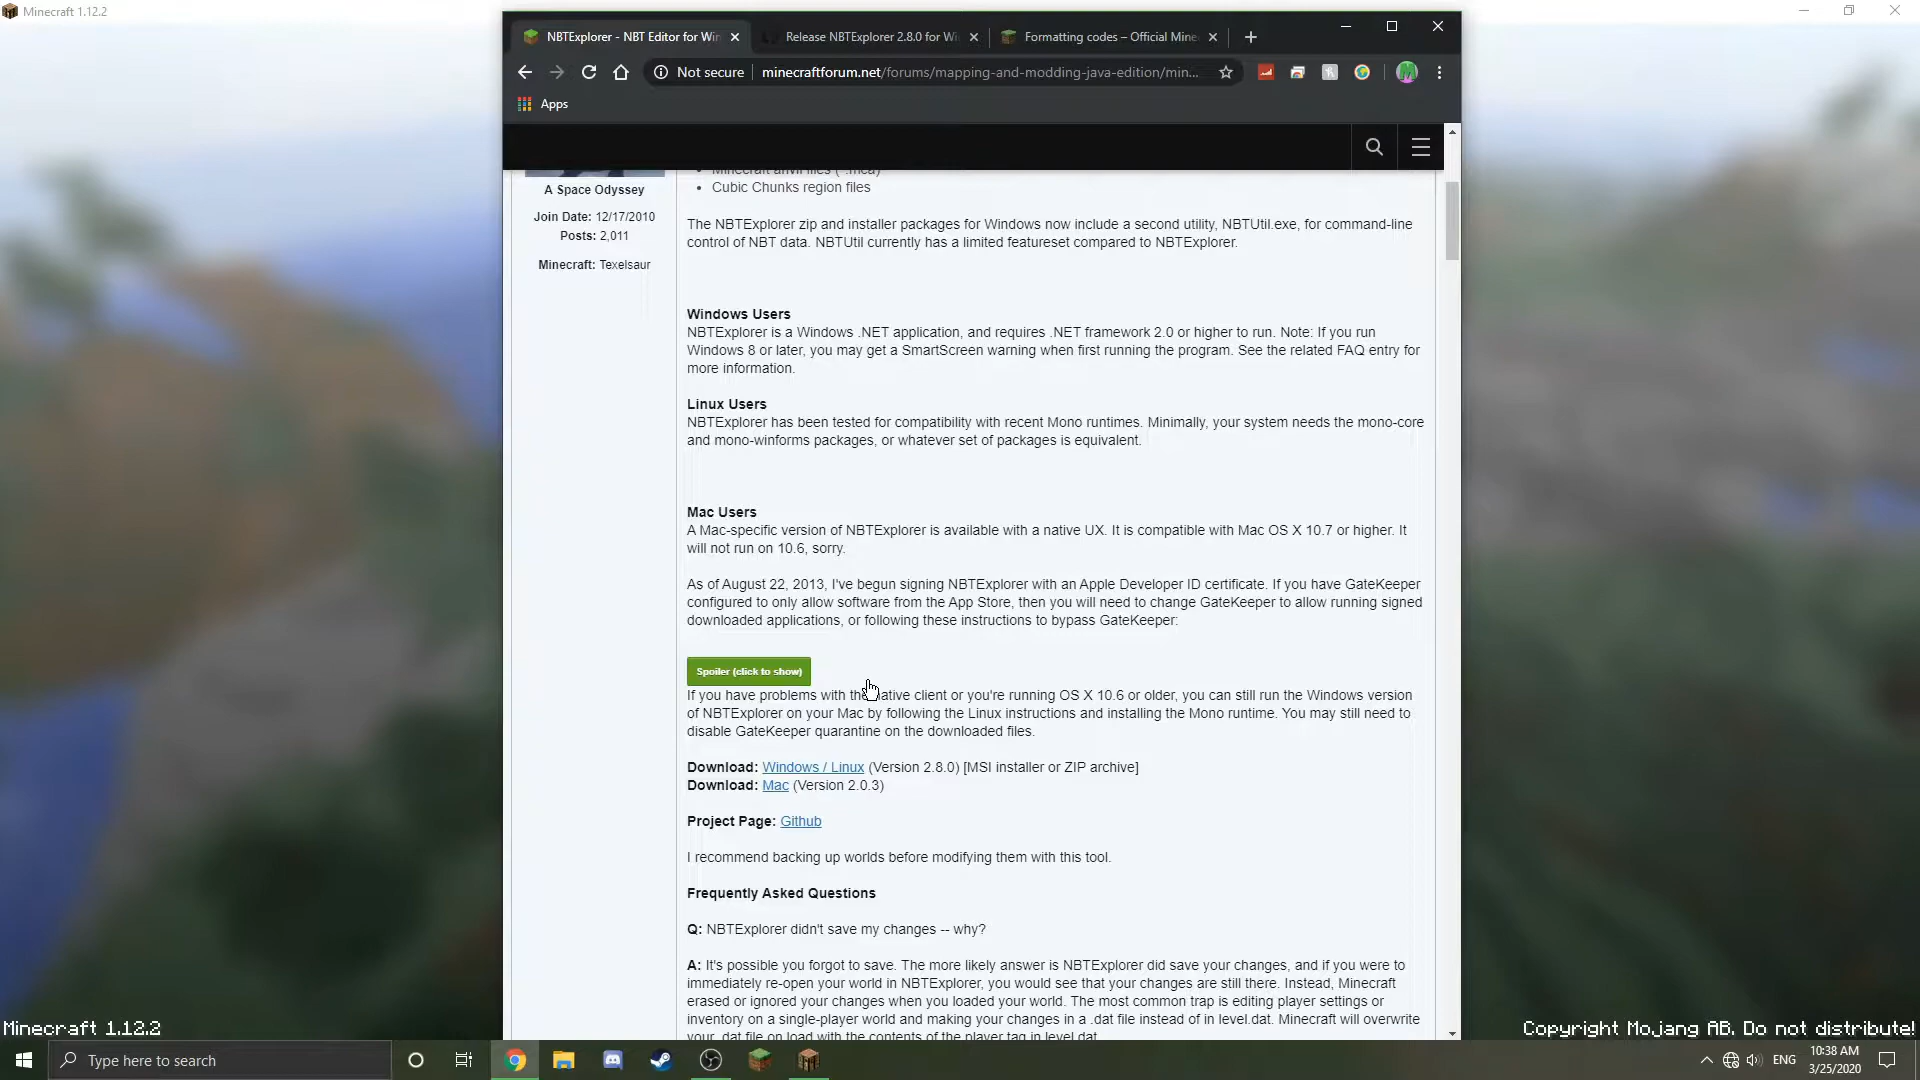 Minecraft 1.12.2
NBTExplorer - NBT Editor for Win
Release NBTExplorer 2.8.0 for Wi
Formatting codes – Official Mine
Not secure
minecraftforum.net/forums/mapping-and-modding-java-edition/min...
Apps
A Space Odyssey
Join Date: 12/17/2010
Posts: 2,011
Minecraft: Texelsaur
• Minecraft anvil files (*.mca)
• Cubic Chunks region files
The NBTExplorer zip and installer packages for Windows now include a second utility, NBTUtil.exe, for command-line
control of NBT data. NBTUtil currently has a limited featureset compared to NBTExplorer.
Windows Users
NBTExplorer is a Windows .NET application, and requires .NET framework 2.0 or higher to run. Note: If you run
Windows 8 or later, you may get a SmartScreen warning when first running the program. See the related FAQ entry for
more information.
Linux Users
NBTExplorer has been tested for compatibility with recent Mono runtimes. Minimally, your system needs the mono-core
and mono-winforms packages, or whatever set of packages is equivalent.
Mac Users
A Mac-specific version of NBTExplorer is available with a native UX. It is compatible with Mac OS X 10.7 or higher. It
will not run on 10.6, sorry.
As of August 22, 2013, I've begun signing NBTExplorer with an Apple Developer ID certificate. If you have GateKeeper
configured to only allow software from the App Store, then you will need to change GateKeeper to allow running signed
downloaded applications, or following these instructions to bypass GateKeeper:
Spoiler (click to show)
If you have problems with the native client or you're running OS X 10.6 or older, you can still run the Windows version
of NBTExplorer on your Mac by following the Linux instructions and installing the Mono runtime. You may still need to
disable GateKeeper quarantine on the downloaded files.
Download: Windows / Linux (Version 2.8.0) [MSI installer or ZIP archive]
Download: Mac (Version 2.0.3)
Project Page: Github
I recommend backing up worlds before modifying them with this tool.
Frequently Asked Questions
Q: NBTExplorer didn't save my changes -- why?
A: It's possible you forgot to save. The more likely answer is NBTExplorer did save your changes, and if you were to
immediately re-open your world in NBTExplorer, you would see that your changes are still there. Instead, Minecraft
erased or ignored your changes when you loaded your world. The most common trap is editing player settings or
inventory on a single-player world and making your changes in a .dat file instead of in level.dat. Minecraft will overwrite
your .dat file on load with the contents of the player tag in level.dat.
Minecraft 1.12.2
Copyright Mojang AB. Do not distribute!
Type here to search
ENG
10:38 AM
3/25/2020